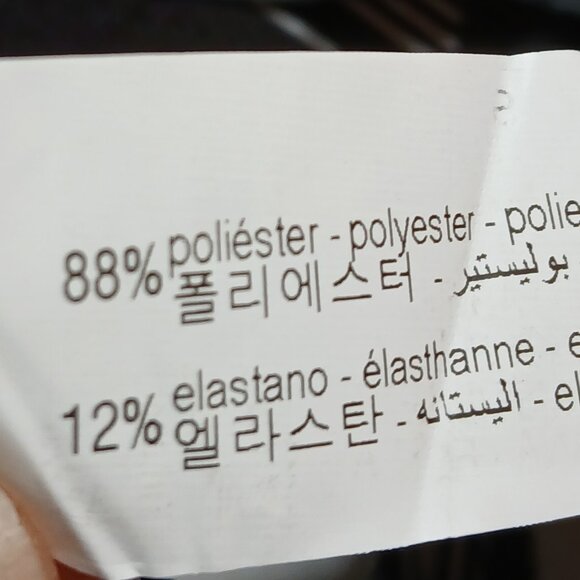 88% poliéster - polyester - polie
폴리에스터 - بوليستير
12% elastano - élasthanne - e
엘라스탄 - اليستانه - el